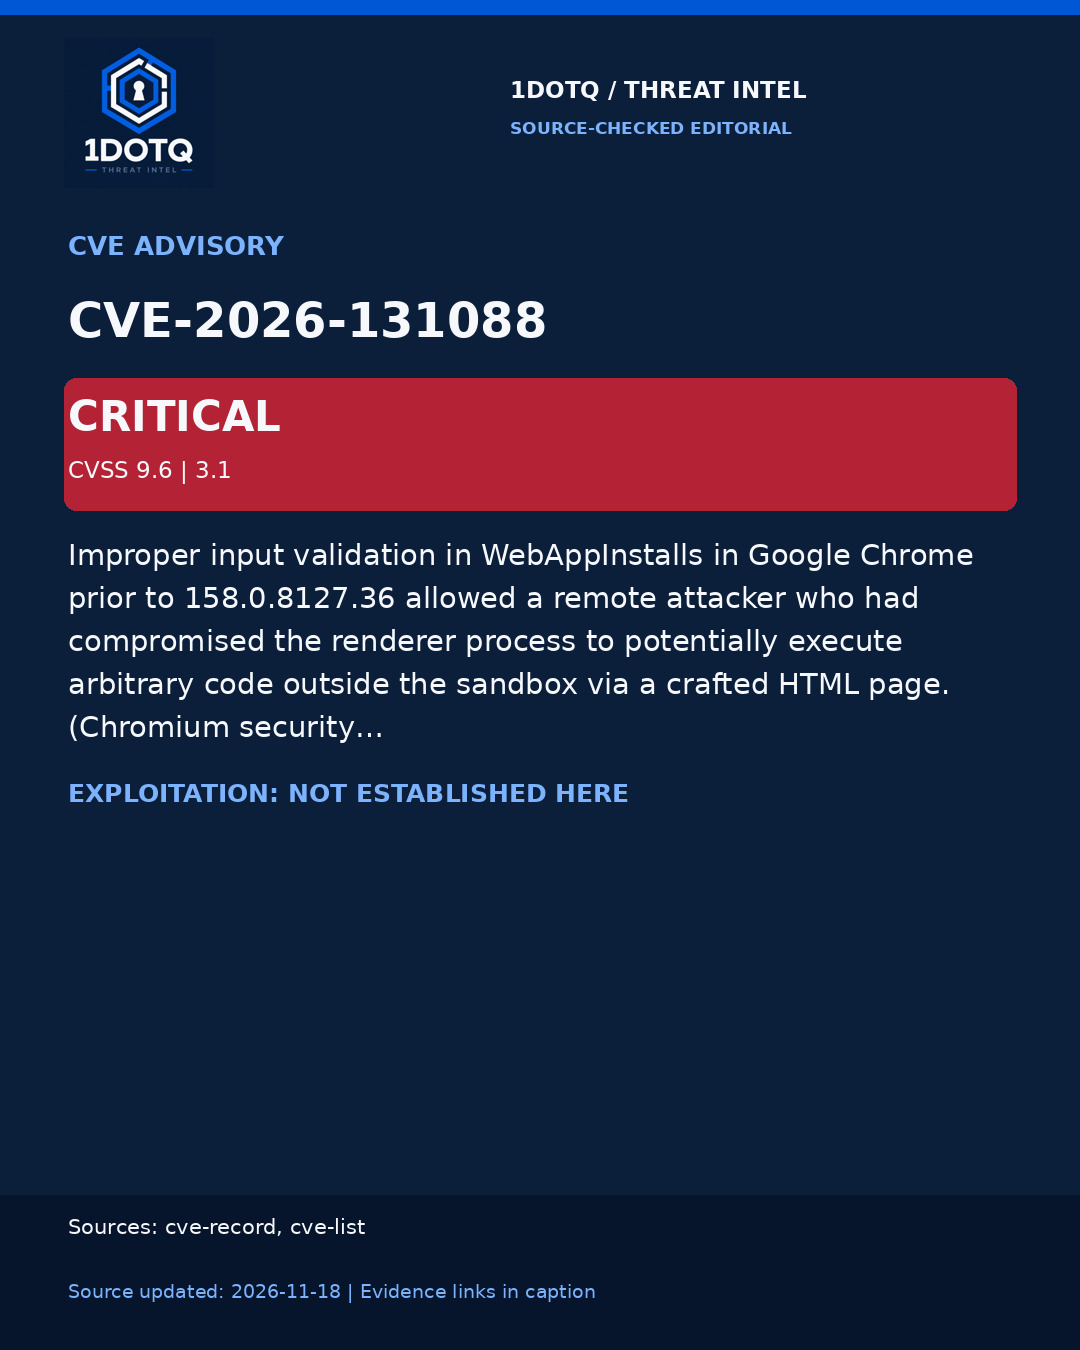 1DOTQ
THREAT INTEL
1DOTQ / THREAT INTEL
SOURCE-CHECKED EDITORIAL
CVE ADVISORY
CVE-2026-131088
CRITICAL
CVSS 9.6 | 3.1
Improper input validation in WebAppInstalls in Google Chrome
prior to 158.0.8127.36 allowed a remote attacker who had
compromised the renderer process to potentially execute
arbitrary code outside the sandbox via a crafted HTML page.
(Chromium security...
EXPLOITATION: NOT ESTABLISHED HERE
Sources: cve-record, cve-list
Source updated: 2026-11-18 | Evidence links in caption